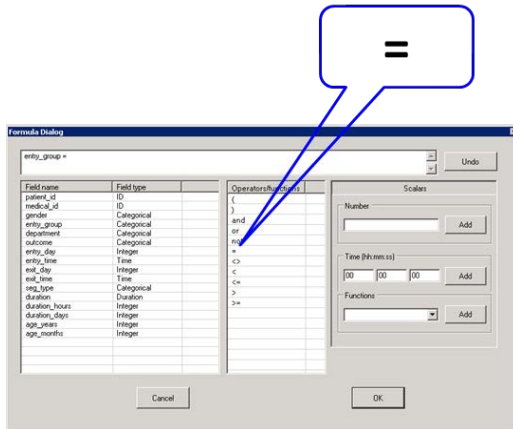 =
Formula Dialog
entry_group =
Undo
Field name Field type
patient_id ID
medical_id ID
gender Categorical
entry_group Categorical
department Categorical
outcome Categorical
entry_day Integer
entry_time Time
exit_day Integer
exit_time Time
seg_type Categorical
duration Duration
duration_hours Integer
duration_days Integer
age_years Integer
age_months Integer
Operators/functions
(
)
and
or
not
=
<>
<
<=
>
>=
Scalars
Number
Add
Time (hh:mm:ss)
00 00 00 Add
Functions
Add
Cancel OK